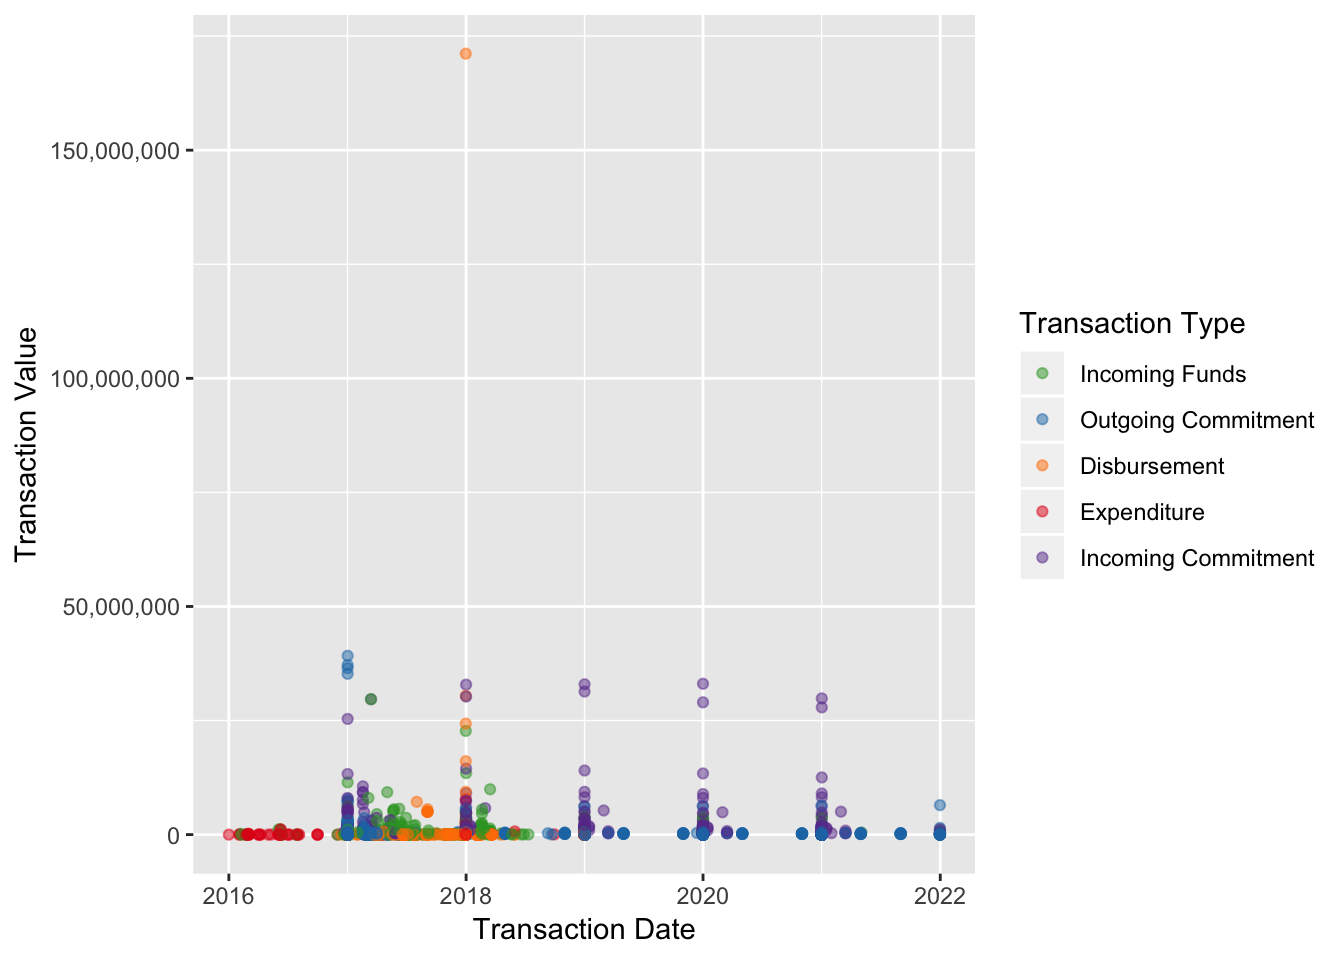 150,000,000
100,000,000
50,000,000
0
Transaction Value
2016
2018
2020
2022
Transaction Date
Transaction Type
Incoming Funds
Outgoing Commitment
Disbursement
Expenditure
Incoming Commitment